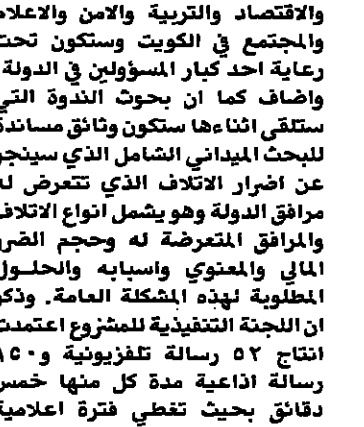 والاقتصاد والتربية والامن والاعلام
والمجتمع في الكويت وستكون تحت
رعاية احد كبار المسؤولين في الدولة
واضاف كما ان بحوث الندوة التي
ستلقى اثناءها ستكون وثائق مساندة
للبحث الميداني الشامل الذي سينجز
عن اضرار الاتلاف الذي تتعرض له
مرافق الدولة وهو يشمل انواع الاتلاف
والمرافق المتعرضة له وحجم الضرر
المالي والمعنوي واسبابه والحلول
المطلوبة لهذه المشكلة العامة. وذكر
ان اللجنة التنفيذية للمشروع اعتمدت
انتاج ٥٢ رسالة تلفزيونية و١٥٠
رسالة اذاعية مدة كل منها خمس
دقائق بحيث تغطي فترة اعلامية